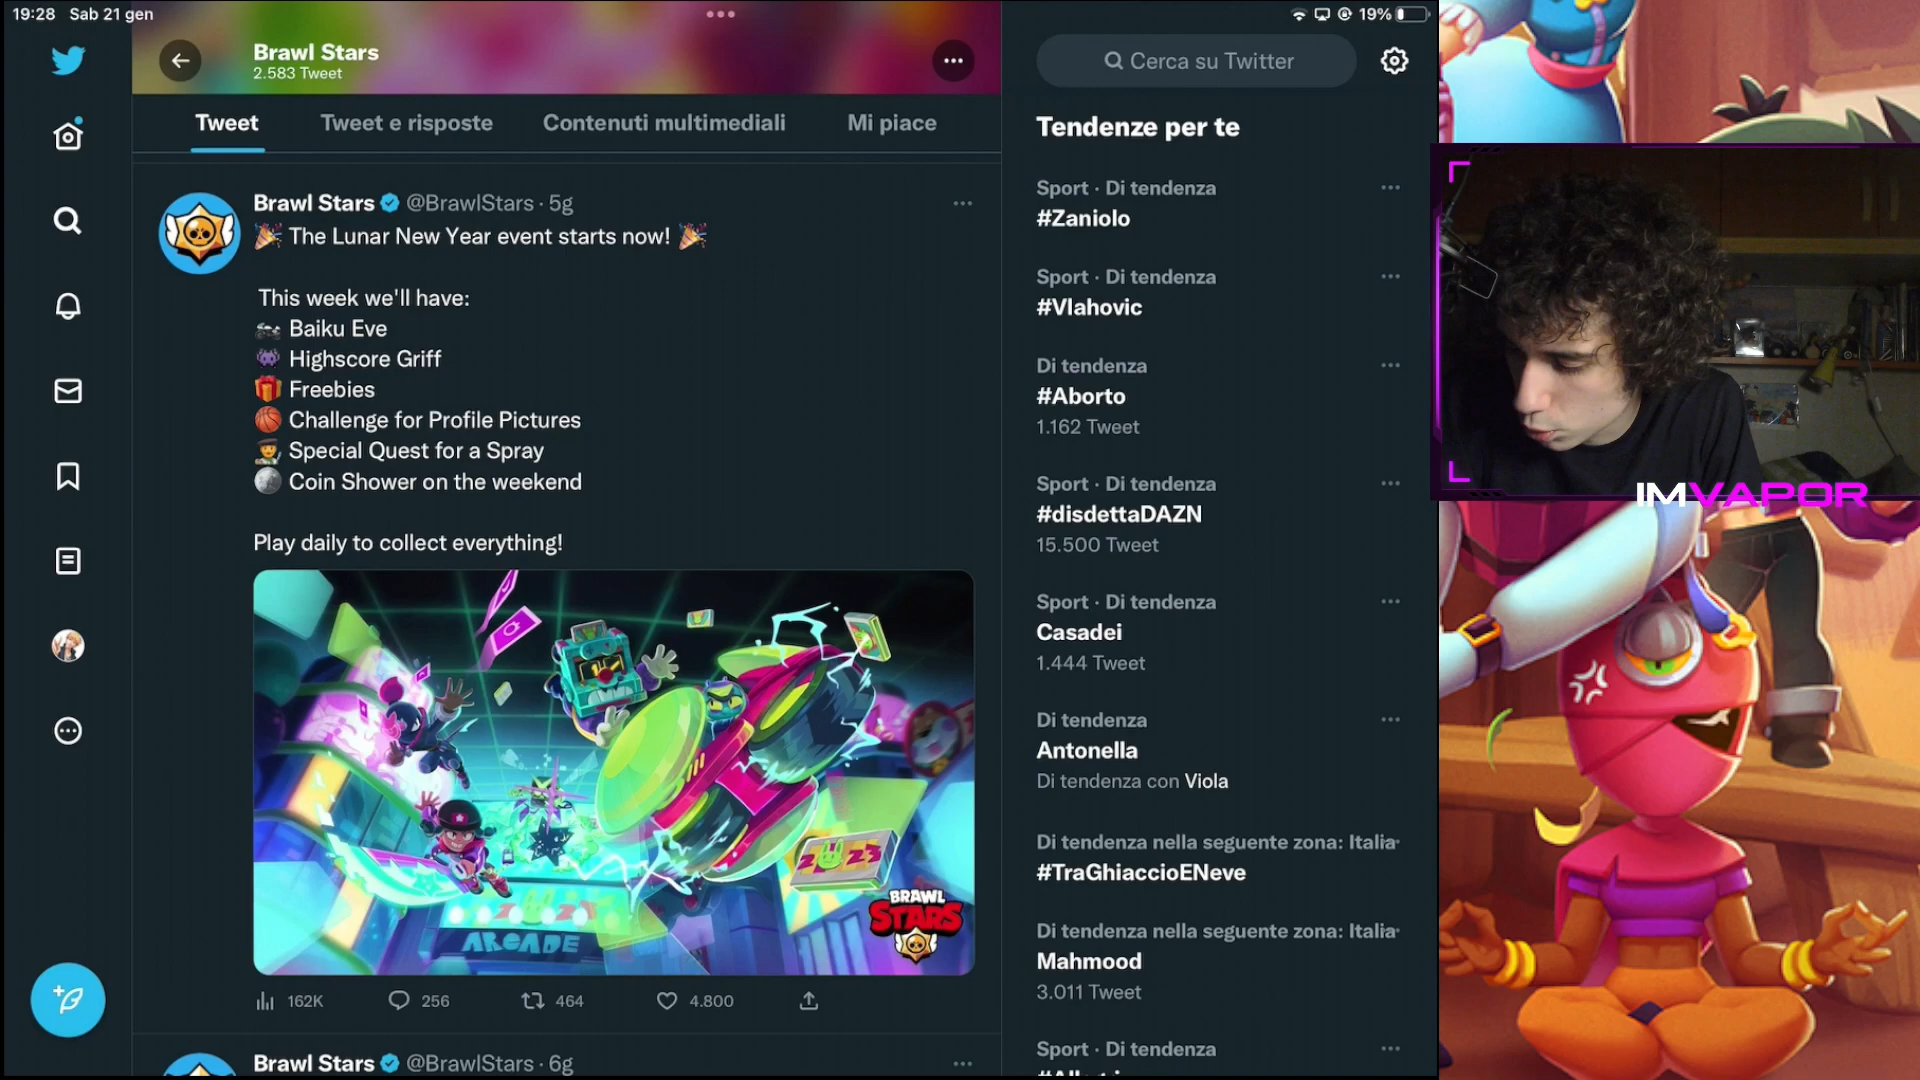 19:28 Sab 21 gen
19%
Brawl Stars
2.583 Tweet
Tweet
Tweet e risposte
Contenuti multimediali
Mi piace
Brawl Stars @BrawlStars · 5g
The Lunar New Year event starts now!
This week we'll have:
Baiku Eve
Highscore Griff
Freebies
Challenge for Profile Pictures
Special Quest for a Spray
Coin Shower on the weekend
Play daily to collect everything!
2023
BRAWL
STARS
ARCADE
162K
256
464
4.800
Brawl Stars @BrawlStars · 6g
Cerca su Twitter
Tendenze per te
Sport · Di tendenza
#Zaniolo
Sport · Di tendenza
#Vlahovic
Di tendenza
#Aborto
1.162 Tweet
Sport · Di tendenza
#disdettaDAZN
15.500 Tweet
Sport · Di tendenza
Casadei
1.444 Tweet
Di tendenza
Antonella
Di tendenza con Viola
Di tendenza nella seguente zona: Italia
#TraGhiaccioENeve
Di tendenza nella seguente zona: Italia
Mahmood
3.011 Tweet
Sport · Di tendenza
IMVAPOR